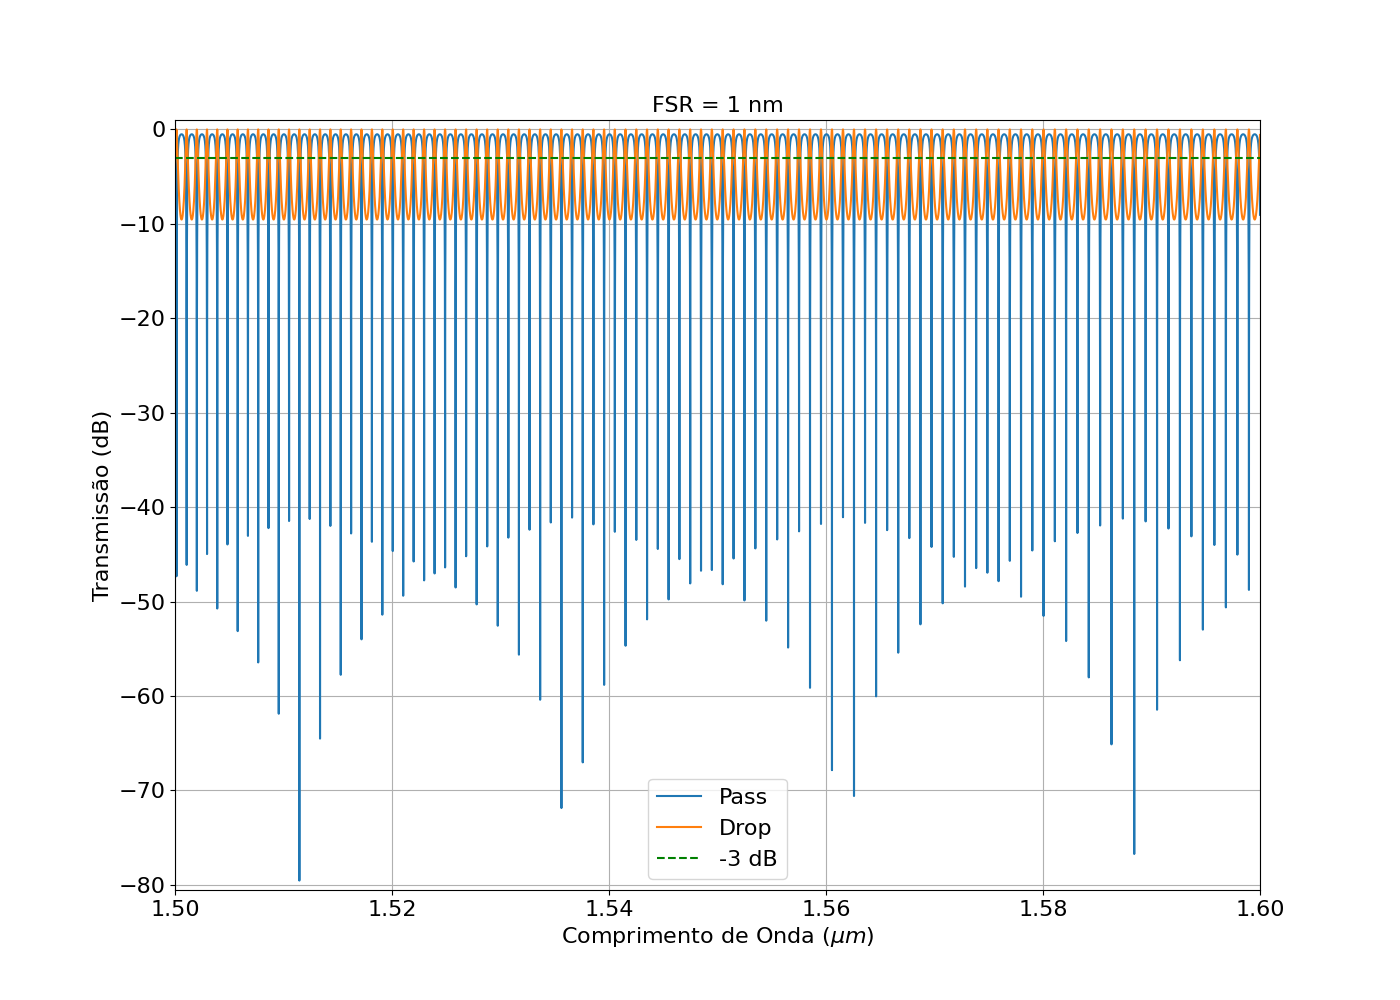 FSR = 1 nm
0
−10
−20
−30
−40
−50
−60
−70
−80
Transmissão (dB)
Pass
Drop
-3 dB
1.50 1.52 1.54 1.56 1.58 1.60
Comprimento de Onda (μm)